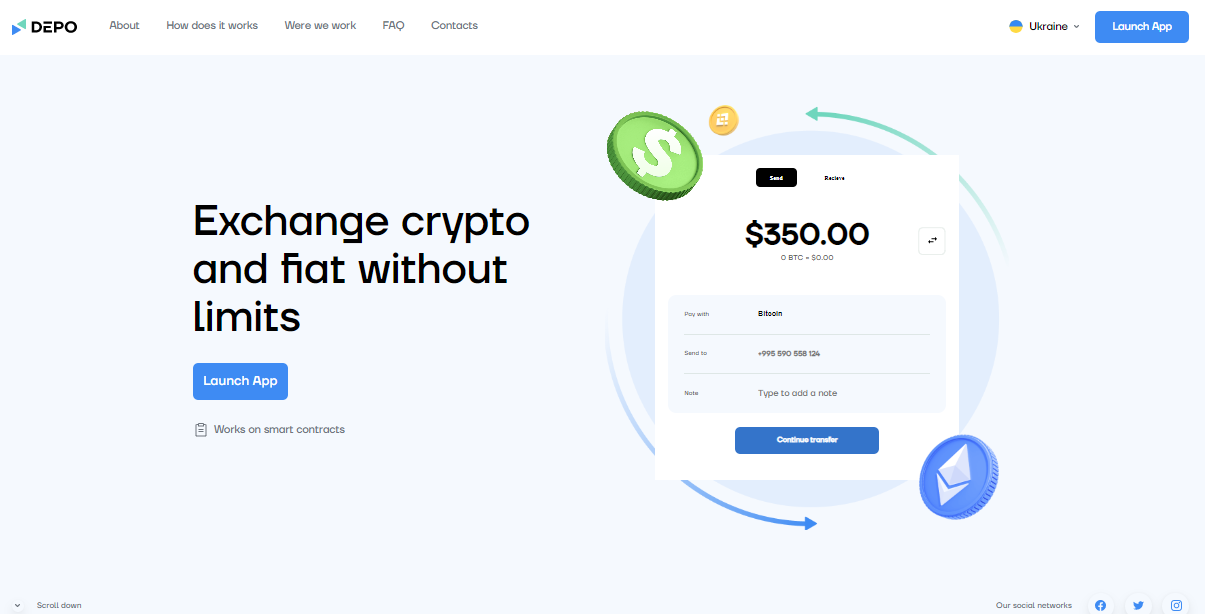 DEPO
About
How does it works
Were we work
FAQ
Contacts
Ukraine
Launch App
Exchange crypto
and fiat without
limits
Launch App
Works on smart contracts
Send
Recieve
$350.00
0 BTC = $0.00
Pay with
Bitcoin
Send to
+995 590 558 124
Note
Type to add a note
Continue transfer
Scroll down
Our social networks